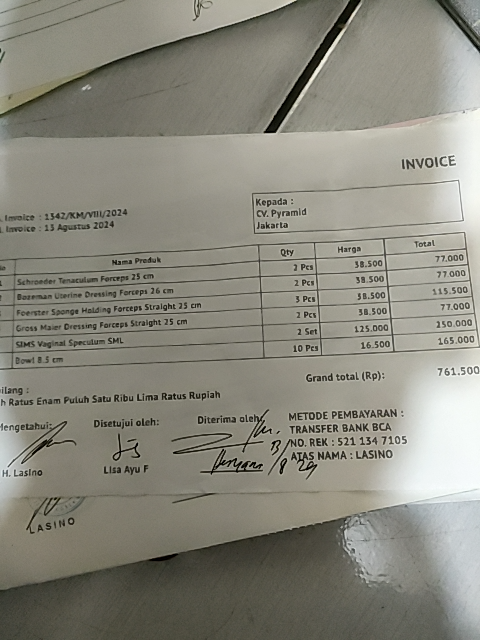 INVOICE
. Invoice : 1342/KM/VIII/2024
. Invoice : 13 Agustus 2024
Kepada :
CV. Pyramid
Jakarta
Nama Produk Qty Harga Total
Schroeder Tenaculum Forceps 25 cm 2 Pcs 38.500 77.000
Bozeman Uterine Dressing Forceps 26 cm 2 Pcs 38.500 77.000
Foerster Sponge Holding Forceps Straight 25 cm 3 Pcs 38.500 115.500
Gross Maier Dressing Forceps Straight 25 cm 2 Pcs 38.500 77.000
SIMS Vaginal Speculum SML 2 Set 125.000 250.000
Bowl 8.5 cm 10 Pcs 16.500 165.000
Grand total (Rp): 761.500
bilang :
h Ratus Enam Puluh Satu Ribu Lima Ratus Rupiah
Mengetahui: Disetujui oleh: Diterima oleh:
H. Lasino Lisa Ayu F
13/8 24
METODE PEMBAYARAN :
TRANSFER BANK BCA
NO. REK : 521 134 7105
ATAS NAMA : LASINO
LASINO